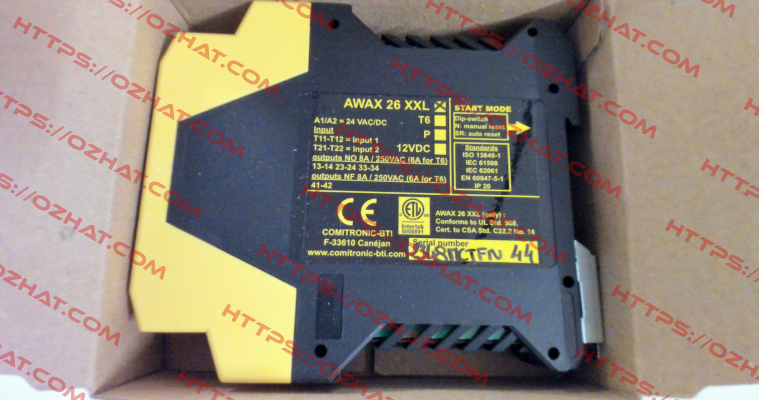 AWAX 26 XXL
T6
A1/A2 = 24 VAC/DC
Input
P
T11-T12 = Input 1
T21-T22 = Input 2
12VDC
outputs NO 8A / 250VAC (6A for T6)
13-14 23-24 33-34
outputs NF 8A / 250VAC (6A for T6)
41-42
START MODE
Dip-switch
N: manual reset
SR: auto reset
Standards
ISO 13849-1
IEC 61508
IEC 62061
EN 60947-5-1
IP 20
CE
COMITRONIC-BTI
F-33610 Canéjan
www.comitronic-bti.com
ETL
Intertek
5008891
AWAX 26 XXL (only) :
Conforms to UL Std. 508.
Cert. to CSA Std. C22.2 No. 14
Serial number
44
HTTPS://OZHAT.COM